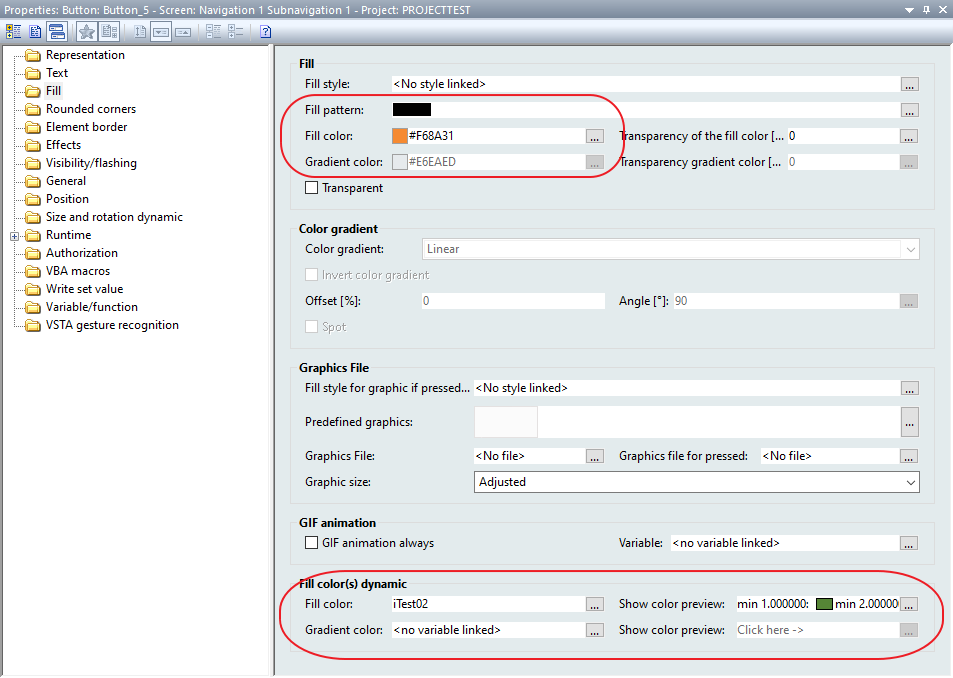 Properties: Button: Button_5 - Screen: Navigation 1 Subnavigation 1 - Project: PROJECTTEST
Representation
Text
Fill
Rounded corners
Element border
Effects
Visibility/flashing
General
Position
Size and rotation dynamic
Runtime
Authorization
VBA macros
Write set value
Variable/function
VSTA gesture recognition
Fill
Fill style: <No style linked> ...
Fill pattern: ...
Fill color: #F68A31 ... Transparency of the fill color [... 0 ...
Gradient color: #E6EAED ... Transparency gradient color [... 0 ...
Transparent
Color gradient
Color gradient: Linear
Invert color gradient
Offset [%]: 0 Angle [°]: 90 ...
Spot
Graphics File
Fill style for graphic if pressed... <No style linked> ...
Predefined graphics: ...
Graphics File: <No file> ... Graphics file for pressed: <No file> ...
Graphic size: Adjusted
GIF animation
GIF animation always Variable: <no variable linked> ...
Fill color(s) dynamic
Fill color: iTest02 ... Show color preview: min 1.000000: min 2.00000 ...
Gradient color: <no variable linked> ... Show color preview: Click here -> ...